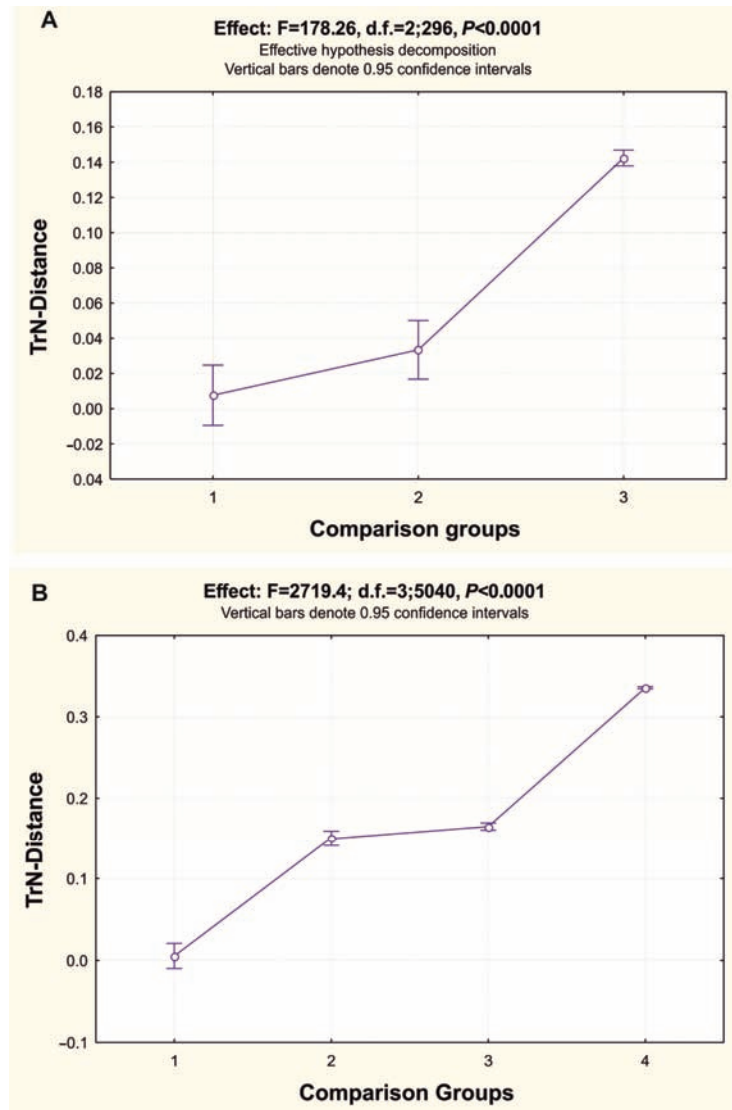 A
Effect: F=178.26, d.f.=2;296, P<0.0001
Effective hypothesis decomposition
Vertical bars denote 0.95 confidence intervals
0.18
0.16
0.14
0.12
0.10
0.08
0.06
0.04
0.02
0.00
–0.02
0.04
TrN-Distance
1 2 3
Comparison groups
B
Effect: F=2719.4; d.f.=3;5040, P<0.0001
Vertical bars denote 0.95 confidence intervals
0.4
0.3
0.2
0.1
0.0
–0.1
TrN-Distance
1 2 3 4
Comparison Groups